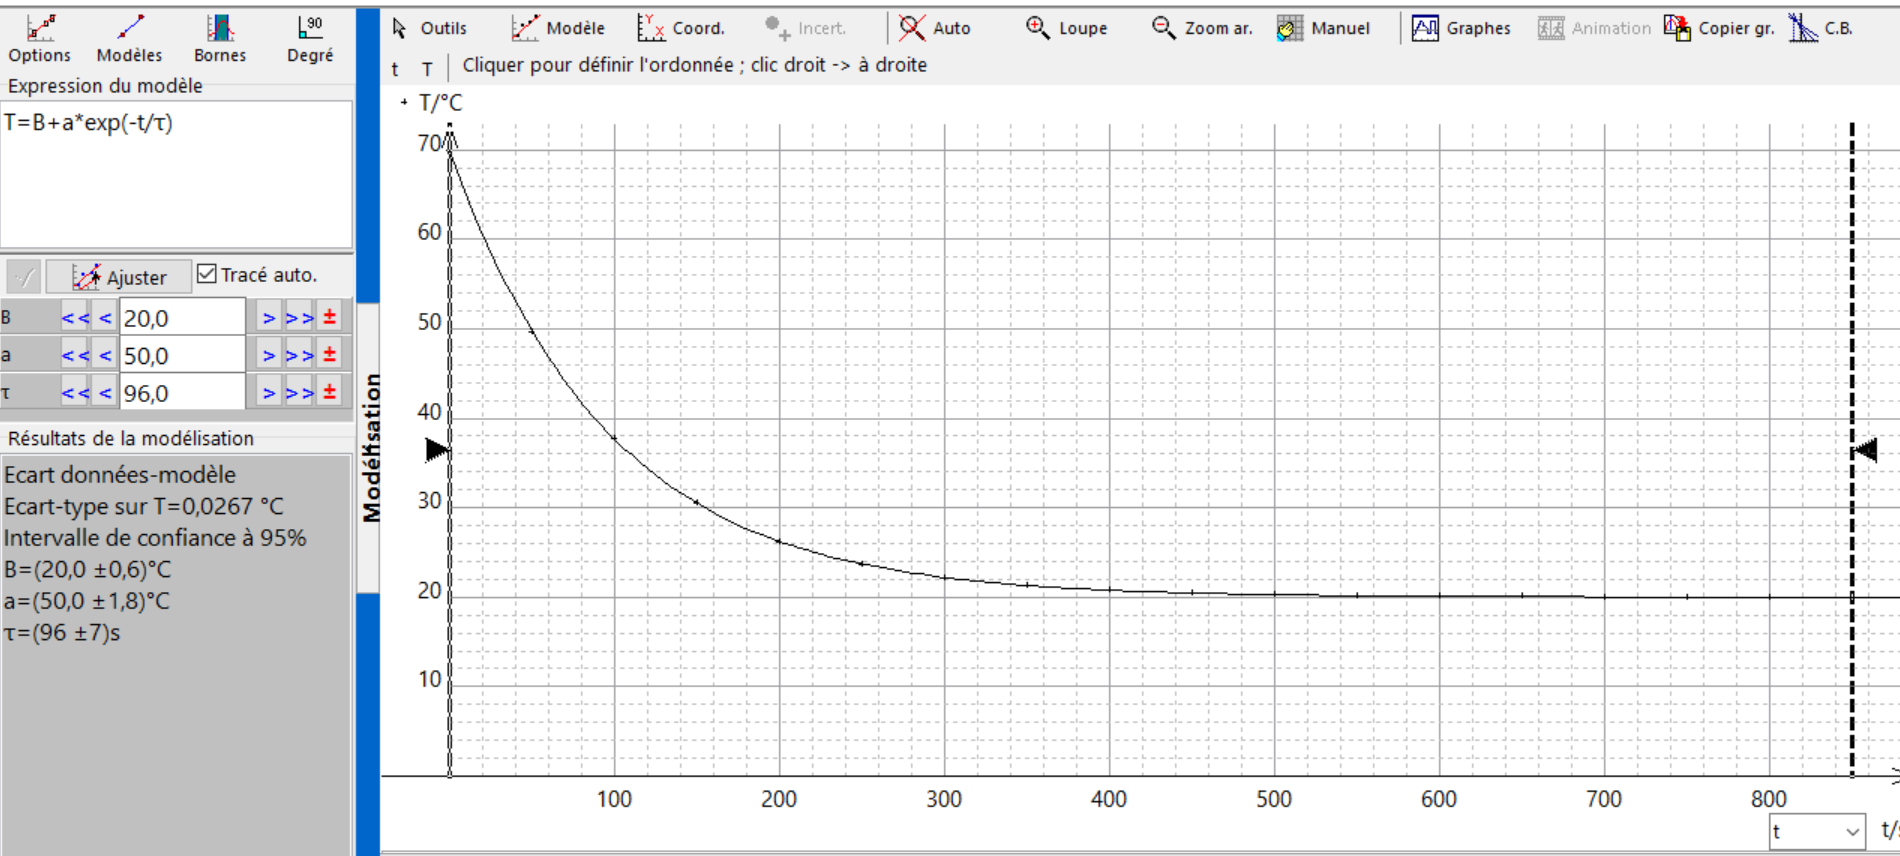 Options Modèles Bornes Degré
90
Expression du modèle
T=B+a*exp(-t/τ)
Ajuster Tracé auto.
B << < 20,0 > >> ±
a << < 50,0 > >> ±
τ << < 96,0 > >> ±
Résultats de la modélisation
Ecart données-modèle
Ecart-type sur T=0,0267 °C
Intervalle de confiance à 95%
B=(20,0 ±0,6)°C
a=(50,0 ±1,8)°C
τ=(96 ±7)s
Modélisation
Outils Modèle Coord. Incert. Auto Loupe Zoom ar. Manuel Graphes Animation Copier gr. C.B.
t T Cliquer pour définir l'ordonnée ; clic droit -> à droite
T/°C
70
60
50
40
30
20
10
100 200 300 400 500 600 700 800
t t/s